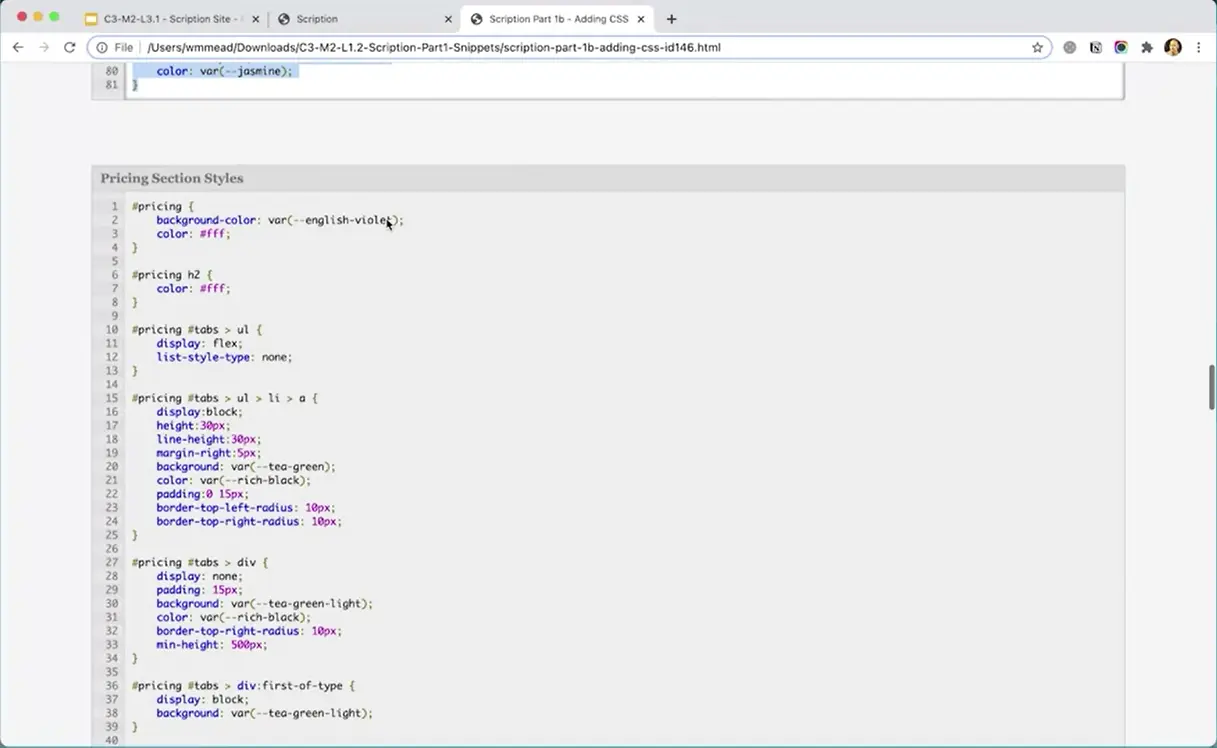 C3-M2-L3.1 - Scription Site -
Scription
Scription Part 1b - Adding CSS
File /Users/wmmead/Downloads/C3-M2-L1.2-Scription-Part1-Snippets/scription-part-1b-adding-css-id146.html
80 color: var(--jasmine);
81 }
Pricing Section Styles
1 #pricing {
2 background-color: var(--english-violet);
3 color: #fff;
4 }
5
6 #pricing h2 {
7 color: #fff;
8 }
9
10 #pricing #tabs > ul {
11 display: flex;
12 list-style-type: none;
13 }
14
15 #pricing #tabs > ul > li > a {
16 display:block;
17 height:30px;
18 line-height:30px;
19 margin-right:5px;
20 background: var(--tea-green);
21 color: var(--rich-black);
22 padding:0 15px;
23 border-top-left-radius: 10px;
24 border-top-right-radius: 10px;
25 }
26
27 #pricing #tabs > div {
28 display: none;
29 padding: 15px;
30 background: var(--tea-green-light);
31 color: var(--rich-black);
32 border-top-right-radius: 10px;
33 min-height: 500px;
34 }
35
36 #pricing #tabs > div:first-of-type {
37 display: block;
38 background: var(--tea-green-light);
39 }
40